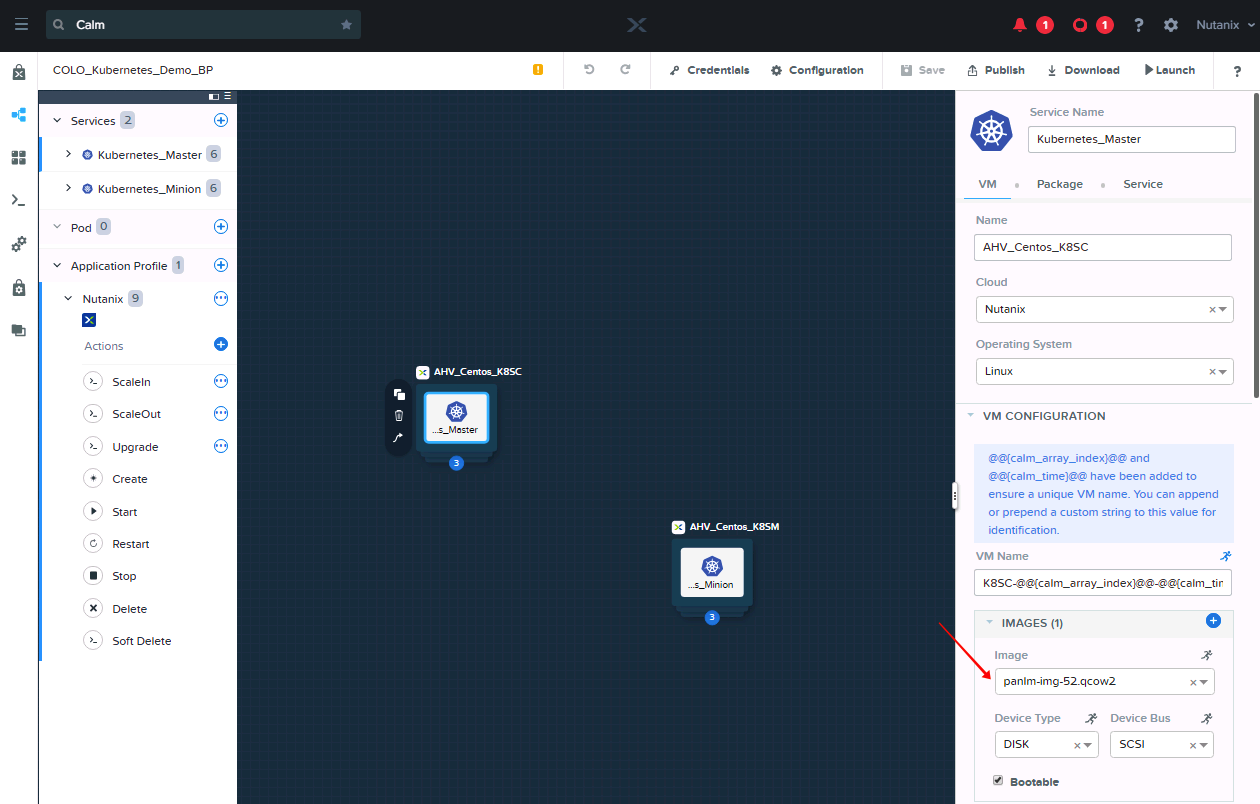 Calm
1
1
?
Nutanix
COLO_Kubernetes_Demo_BP
Credentials
Configuration
Save
Publish
Download
Launch
?
Services 2
Kubernetes_Master 6
Kubernetes_Minion 6
Pod 0
Application Profile 1
Nutanix 9
Actions
ScaleIn
ScaleOut
Upgrade
Create
Start
Restart
Stop
Delete
Soft Delete
AHV_Centos_K8SC
...s_Master
3
AHV_Centos_K8SM
...s_Minion
3
Service Name
Kubernetes_Master
VM
Package
Service
Name
AHV_Centos_K8SC
Cloud
Nutanix
Operating System
Linux
VM CONFIGURATION
@@{calm_array_index}@@ and
@@{calm_time}@@ have been added to
ensure a unique VM name. You can append
or prepend a custom string to this value for
identification.
VM Name
K8SC-@@{calm_array_index}@@-@@{calm_tin
IMAGES (1)
Image
panlm-img-52.qcow2
Device Type
Device Bus
DISK
SCSI
Bootable